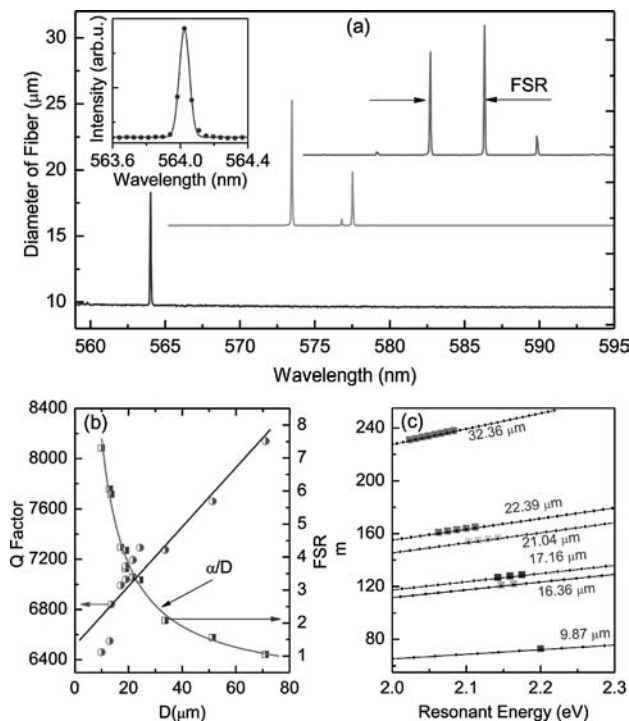 (a)
Diameter of Fiber (μm)
30
25
20
15
10
Intensity (arb.u.)
563.6 564.0 564.4
Wavelength (nm)
FSR
560 565 570 575 580 585 590 595
Wavelength (nm)
(b)
Q Factor
8400
8000
7600
7200
6800
6400
α/D
8
7
6
5
4
3
2
1
FSR
0 20 40 60 80
D(μm)
(c)
m
240
200
160
120
80
32.36 μm
22.39 μm
21.04 μm
17.16 μm
16.36 μm
9.87 μm
2.0 2.1 2.2 2.3
Resonant Energy (eV)